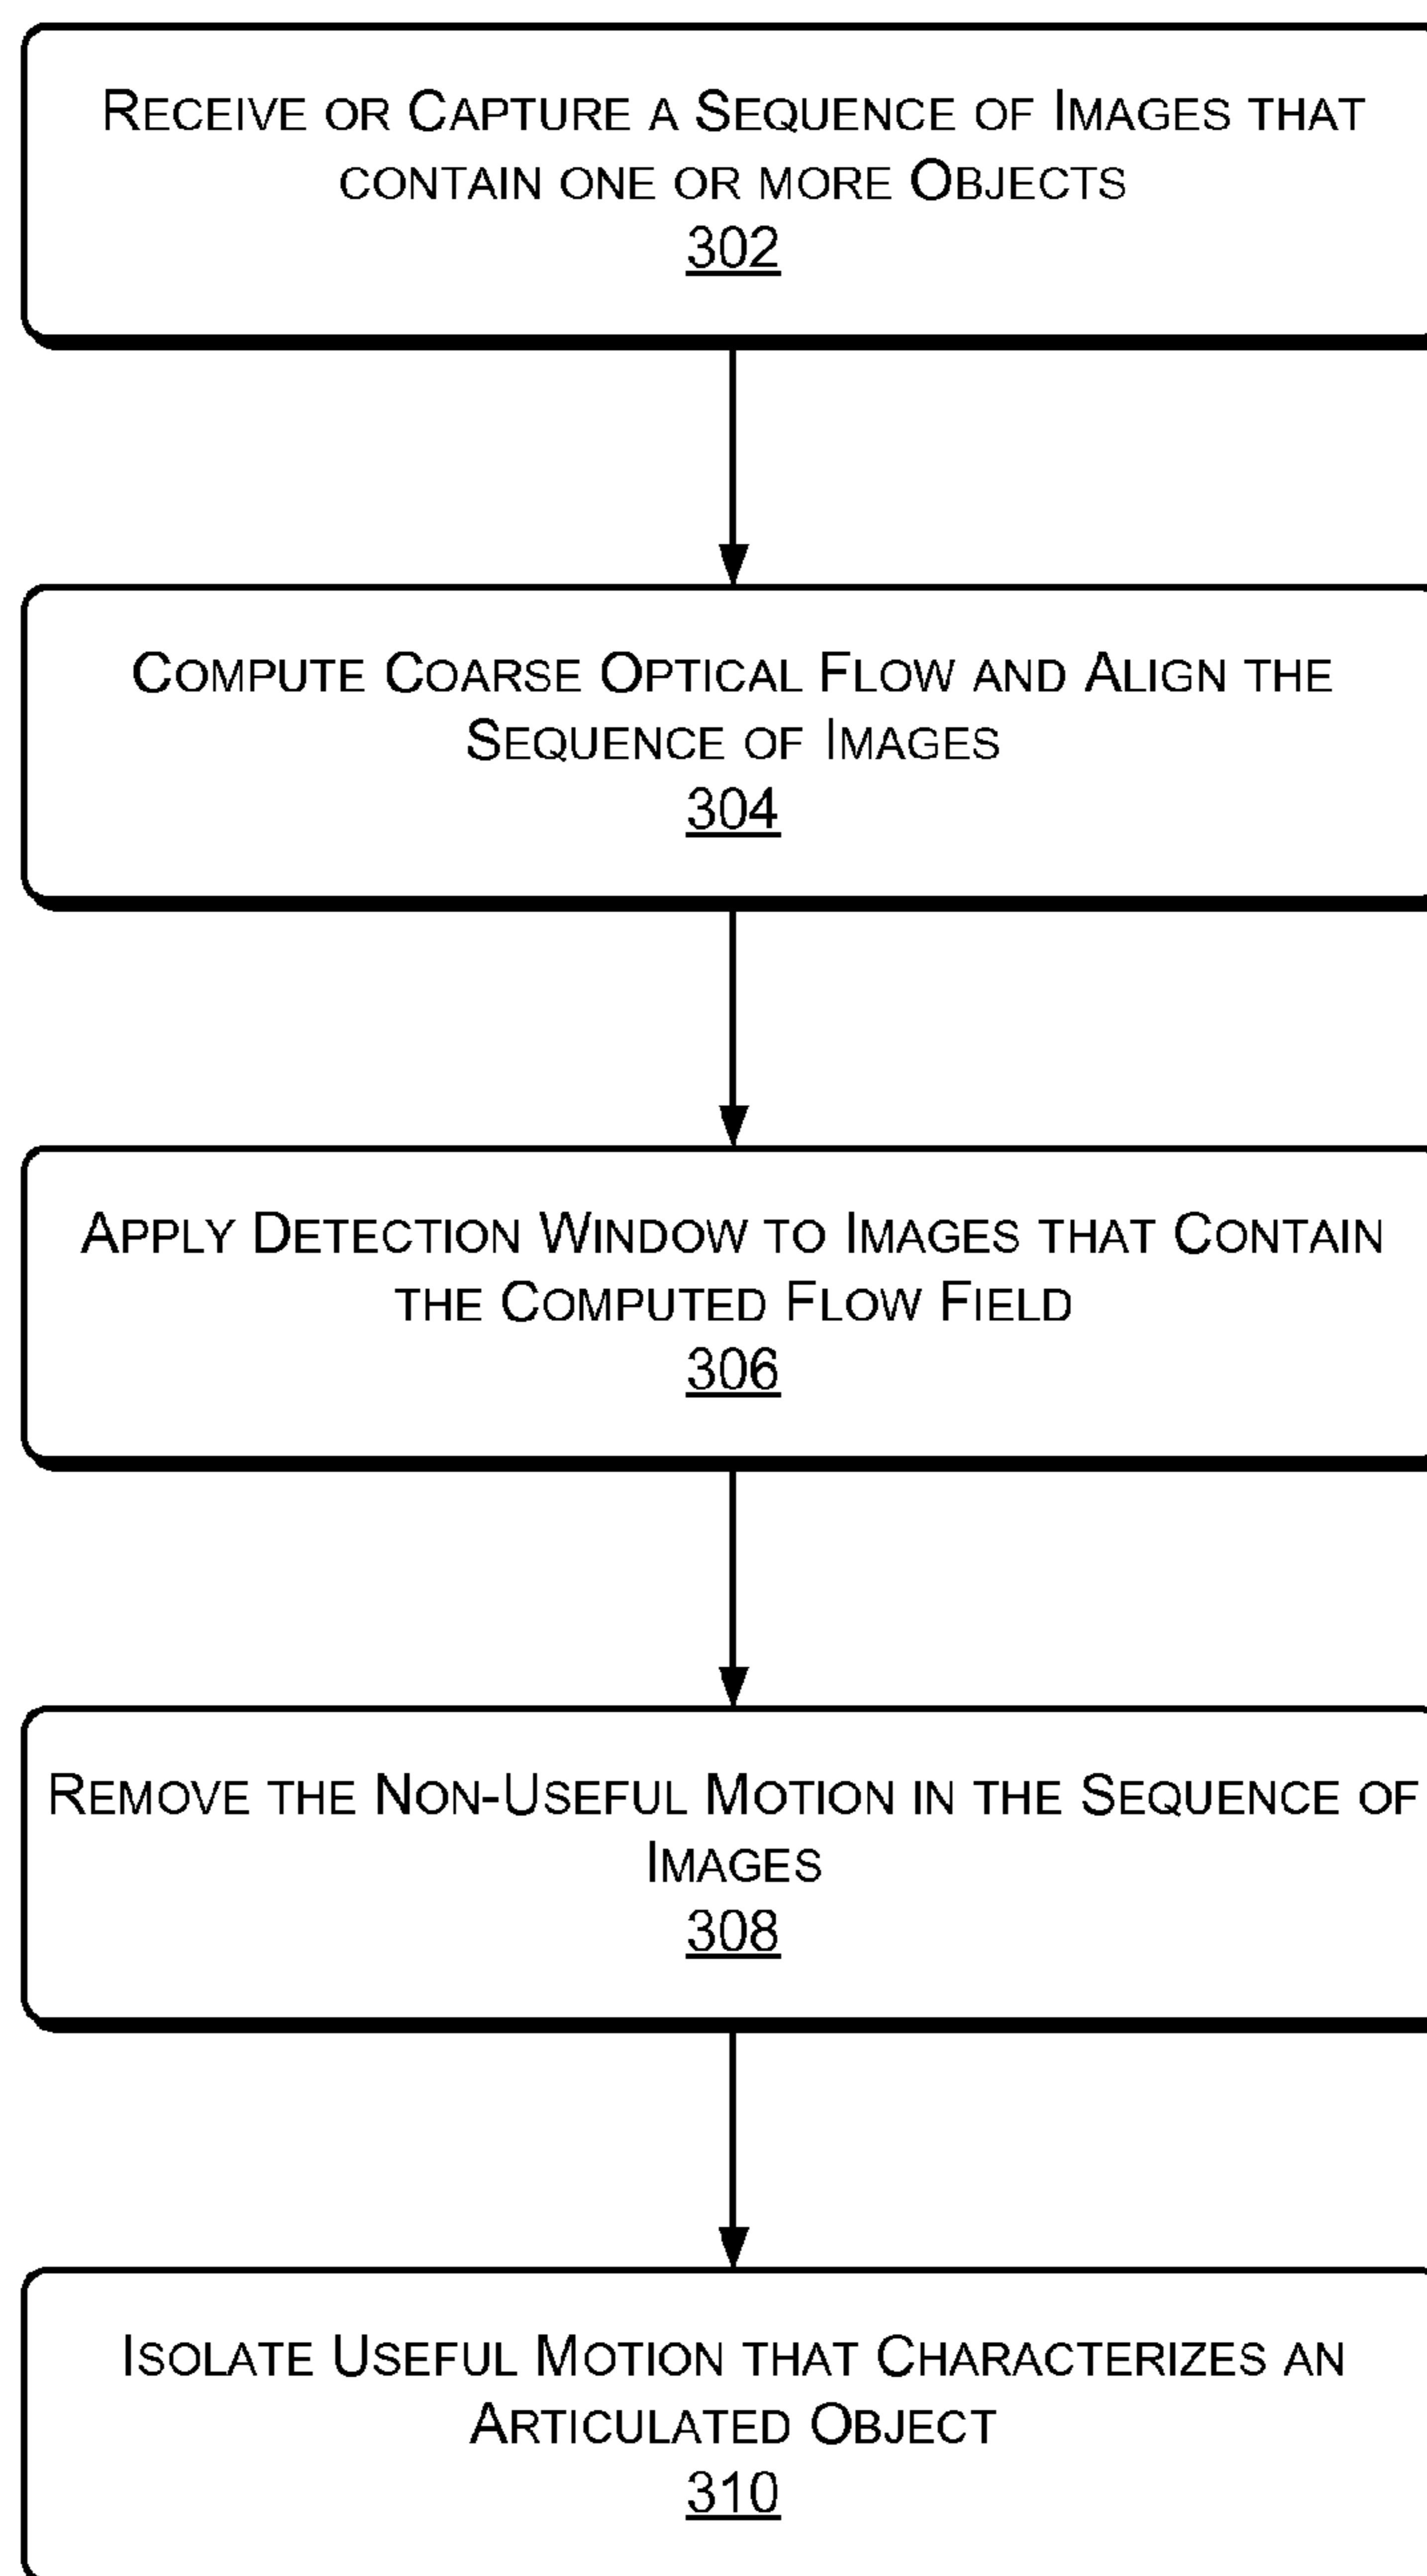 RECEIVE OR CAPTURE A SEQUENCE OF IMAGES THAT
CONTAIN ONE OR MORE OBJECTS
302
COMPUTE COARSE OPTICAL FLOW AND ALIGN THE
SEQUENCE OF IMAGES
304
APPLY DETECTION WINDOW TO IMAGES THAT CONTAIN
THE COMPUTED FLOW FIELD
306
REMOVE THE NON-USEFUL MOTION IN THE SEQUENCE OF
IMAGES
308
ISOLATE USEFUL MOTION THAT CHARACTERIZES AN
ARTICULATED OBJECT
310